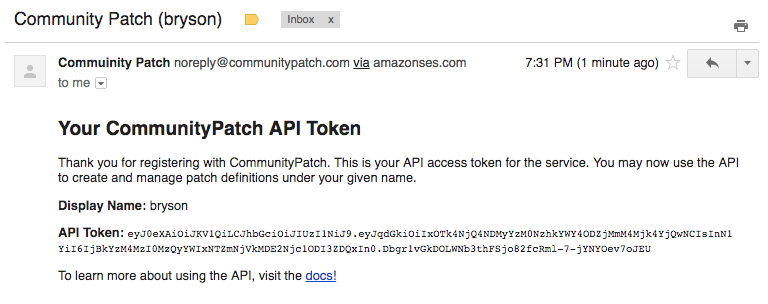 Community Patch (bryson)
Inbox x
Commuinity Patch noreply@communitypatch.com via amazonses.com 7:31 PM (1 minute ago)
to me
Your CommunityPatch API Token
Thank you for registering with CommunityPatch. This is your API access token for the service. You may now use the API
to create and manage patch definitions under your given name.
Display Name: bryson
API Token: eyJ0eXAiOiJKV1QiLCJhbGciOiJIUzI1NiJ9.eyJqdGkiOiIxOTk4NjQ4NDMyYzM0NzhkYWY4ODZjMmM4Mjk4YjQwNCIsInN1
YiI6IjBkYzM4MzI0MzQyYWIxNTZmNjVkMDE2Njc1ODI3ZDQxIn0.Dbgr1vGkDOLWNb3thFSjo82fcRml-7-jYNYOev7oJEU
To learn more about using the API, visit the docs!